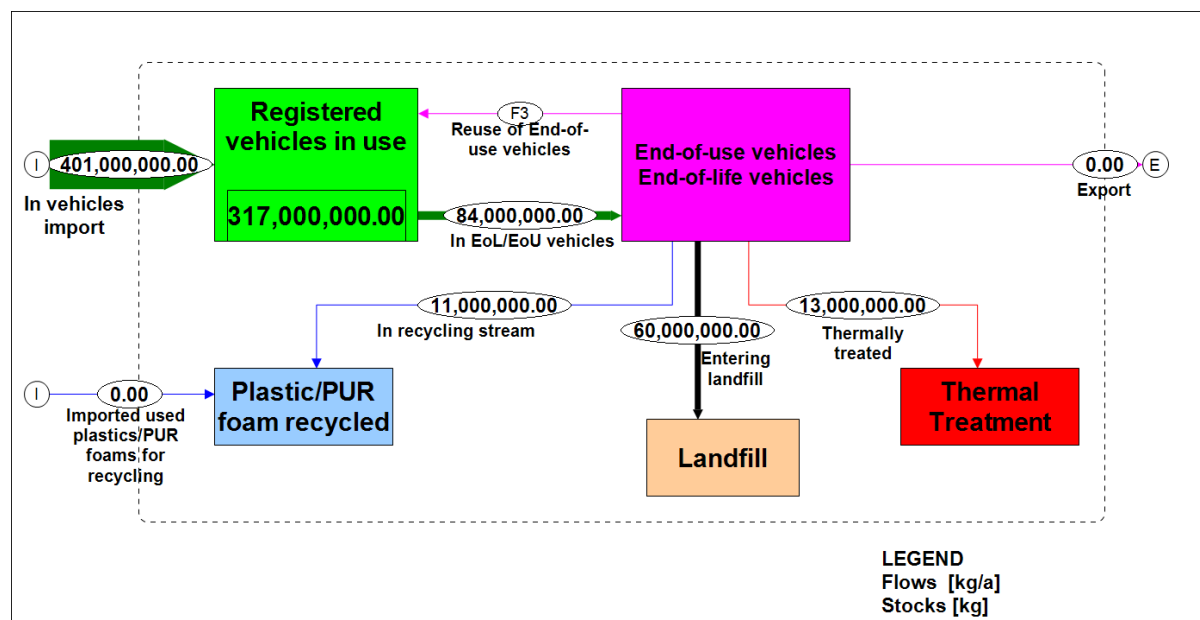 Registered
vehicles in use
317,000,000.00
I
401,000,000.00
In vehicles
import
F3
Reuse of End-of-
use vehicles
84,000,000.00
In EoL/EoU vehicles
End-of-use vehicles
End-of-life vehicles
0.00
E
Export
11,000,000.00
In recycling stream
60,000,000.00
Entering
landfill
13,000,000.00
Thermally
treated
I
0.00
Imported used
plastics/PUR
foams for
recycling
Plastic/PUR
foam recycled
Landfill
Thermal
Treatment
LEGEND
Flows [kg/a]
Stocks [kg]